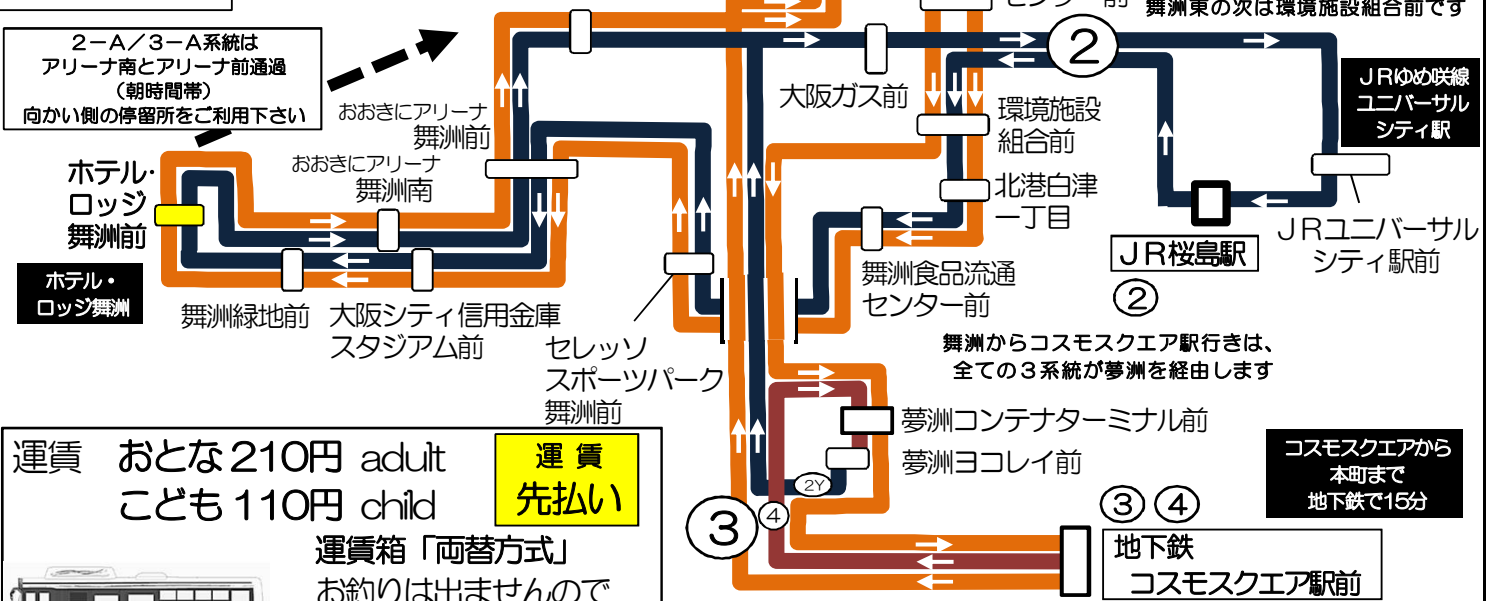 センター前
舞洲東の次は環境施設組合前です
2－A／3－A系統は
アリーナ南とアリーナ前通過
（朝時間帯）
向かい側の停留所をご利用下さい
②
大阪ガス前
環境施設
組合前
JRゆめ咲線
ユニバーサル
シティ駅
おおきにアリーナ
舞洲前
おおきにアリーナ
舞洲南
ホテル・
ロッジ
舞洲前
北港白津
一丁目
JR桜島駅
②
JRユニバーサル
シティ駅前
ホテル・
ロッジ舞洲
舞洲緑地前
大阪シティ信用金庫
スタジアム前
舞洲食品流通
センター前
セレッソ
スポーツパーク
舞洲前
舞洲からコスモスクエア駅行きは、
全ての３系統が夢洲を経由します
夢洲コンテナターミナル前
夢洲ヨコレイ前
2Y
③
④
コスモスクエアから
本町まで
地下鉄で15分
③ ④
地下鉄
コスモスクエア駅前
運賃 おとな210円 adult
こども110円 child
運賃
先払い
運賃箱「両替方式」
お釣りは出ませんので